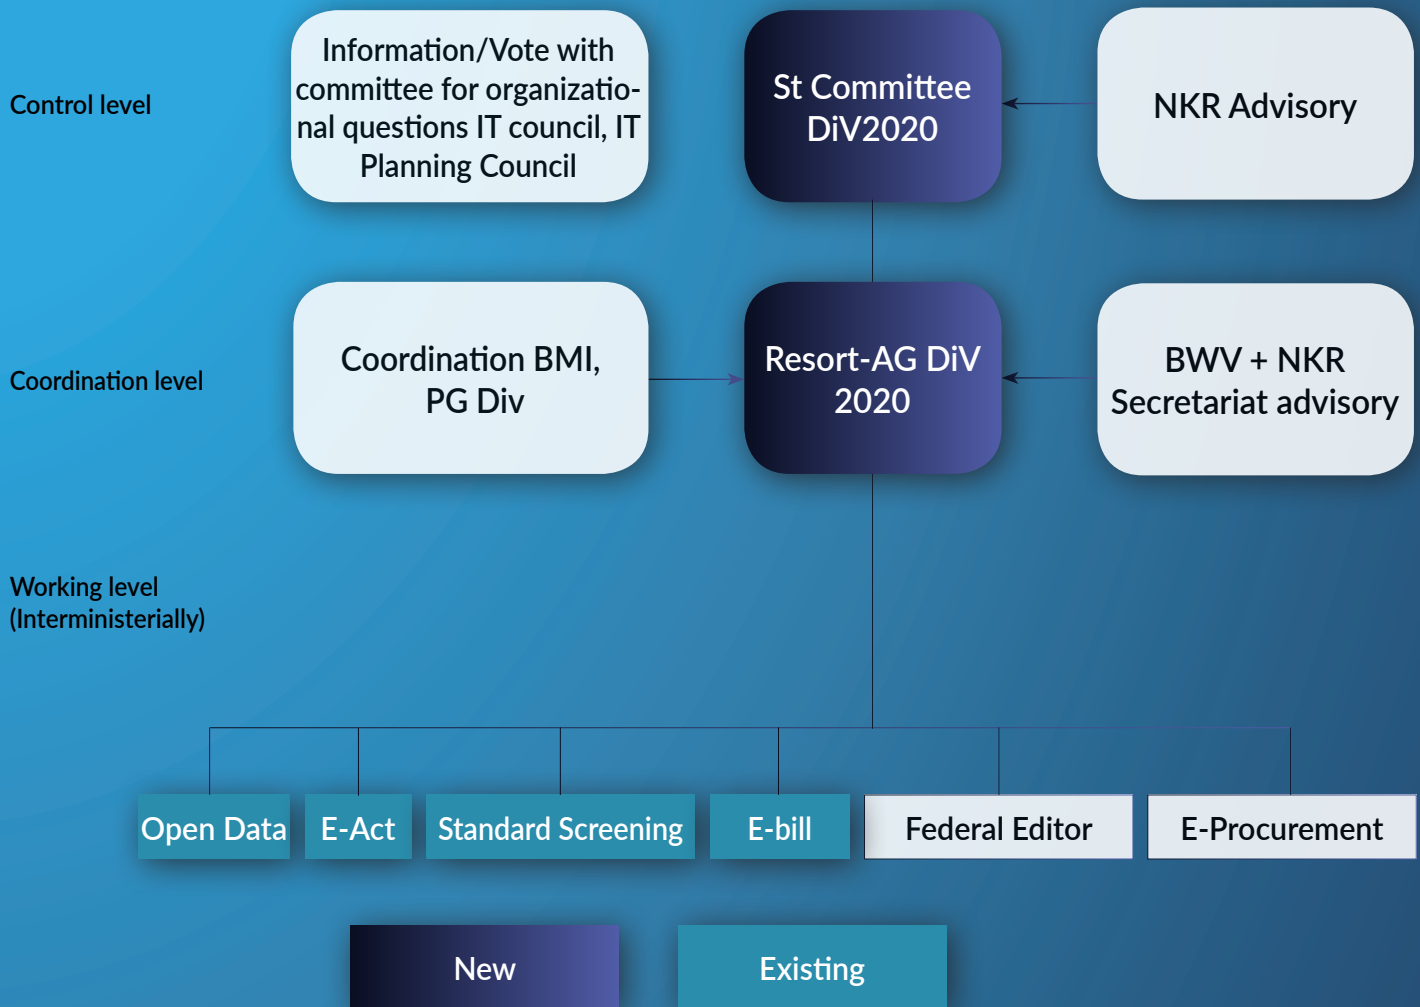 Control level
Information/Vote with
committee for organizatio-
nal questions IT council, IT
Planning Council
St Committee
DiV2020
NKR Advisory
Coordination level
Coordination BMI,
PG Div
Resort-AG DiV
2020
BWV + NKR
Secretariat advisory
Working level
(Interministerially)
Open Data
E-Act
Standard Screening
E-bill
Federal Editor
E-Procurement
New
Existing